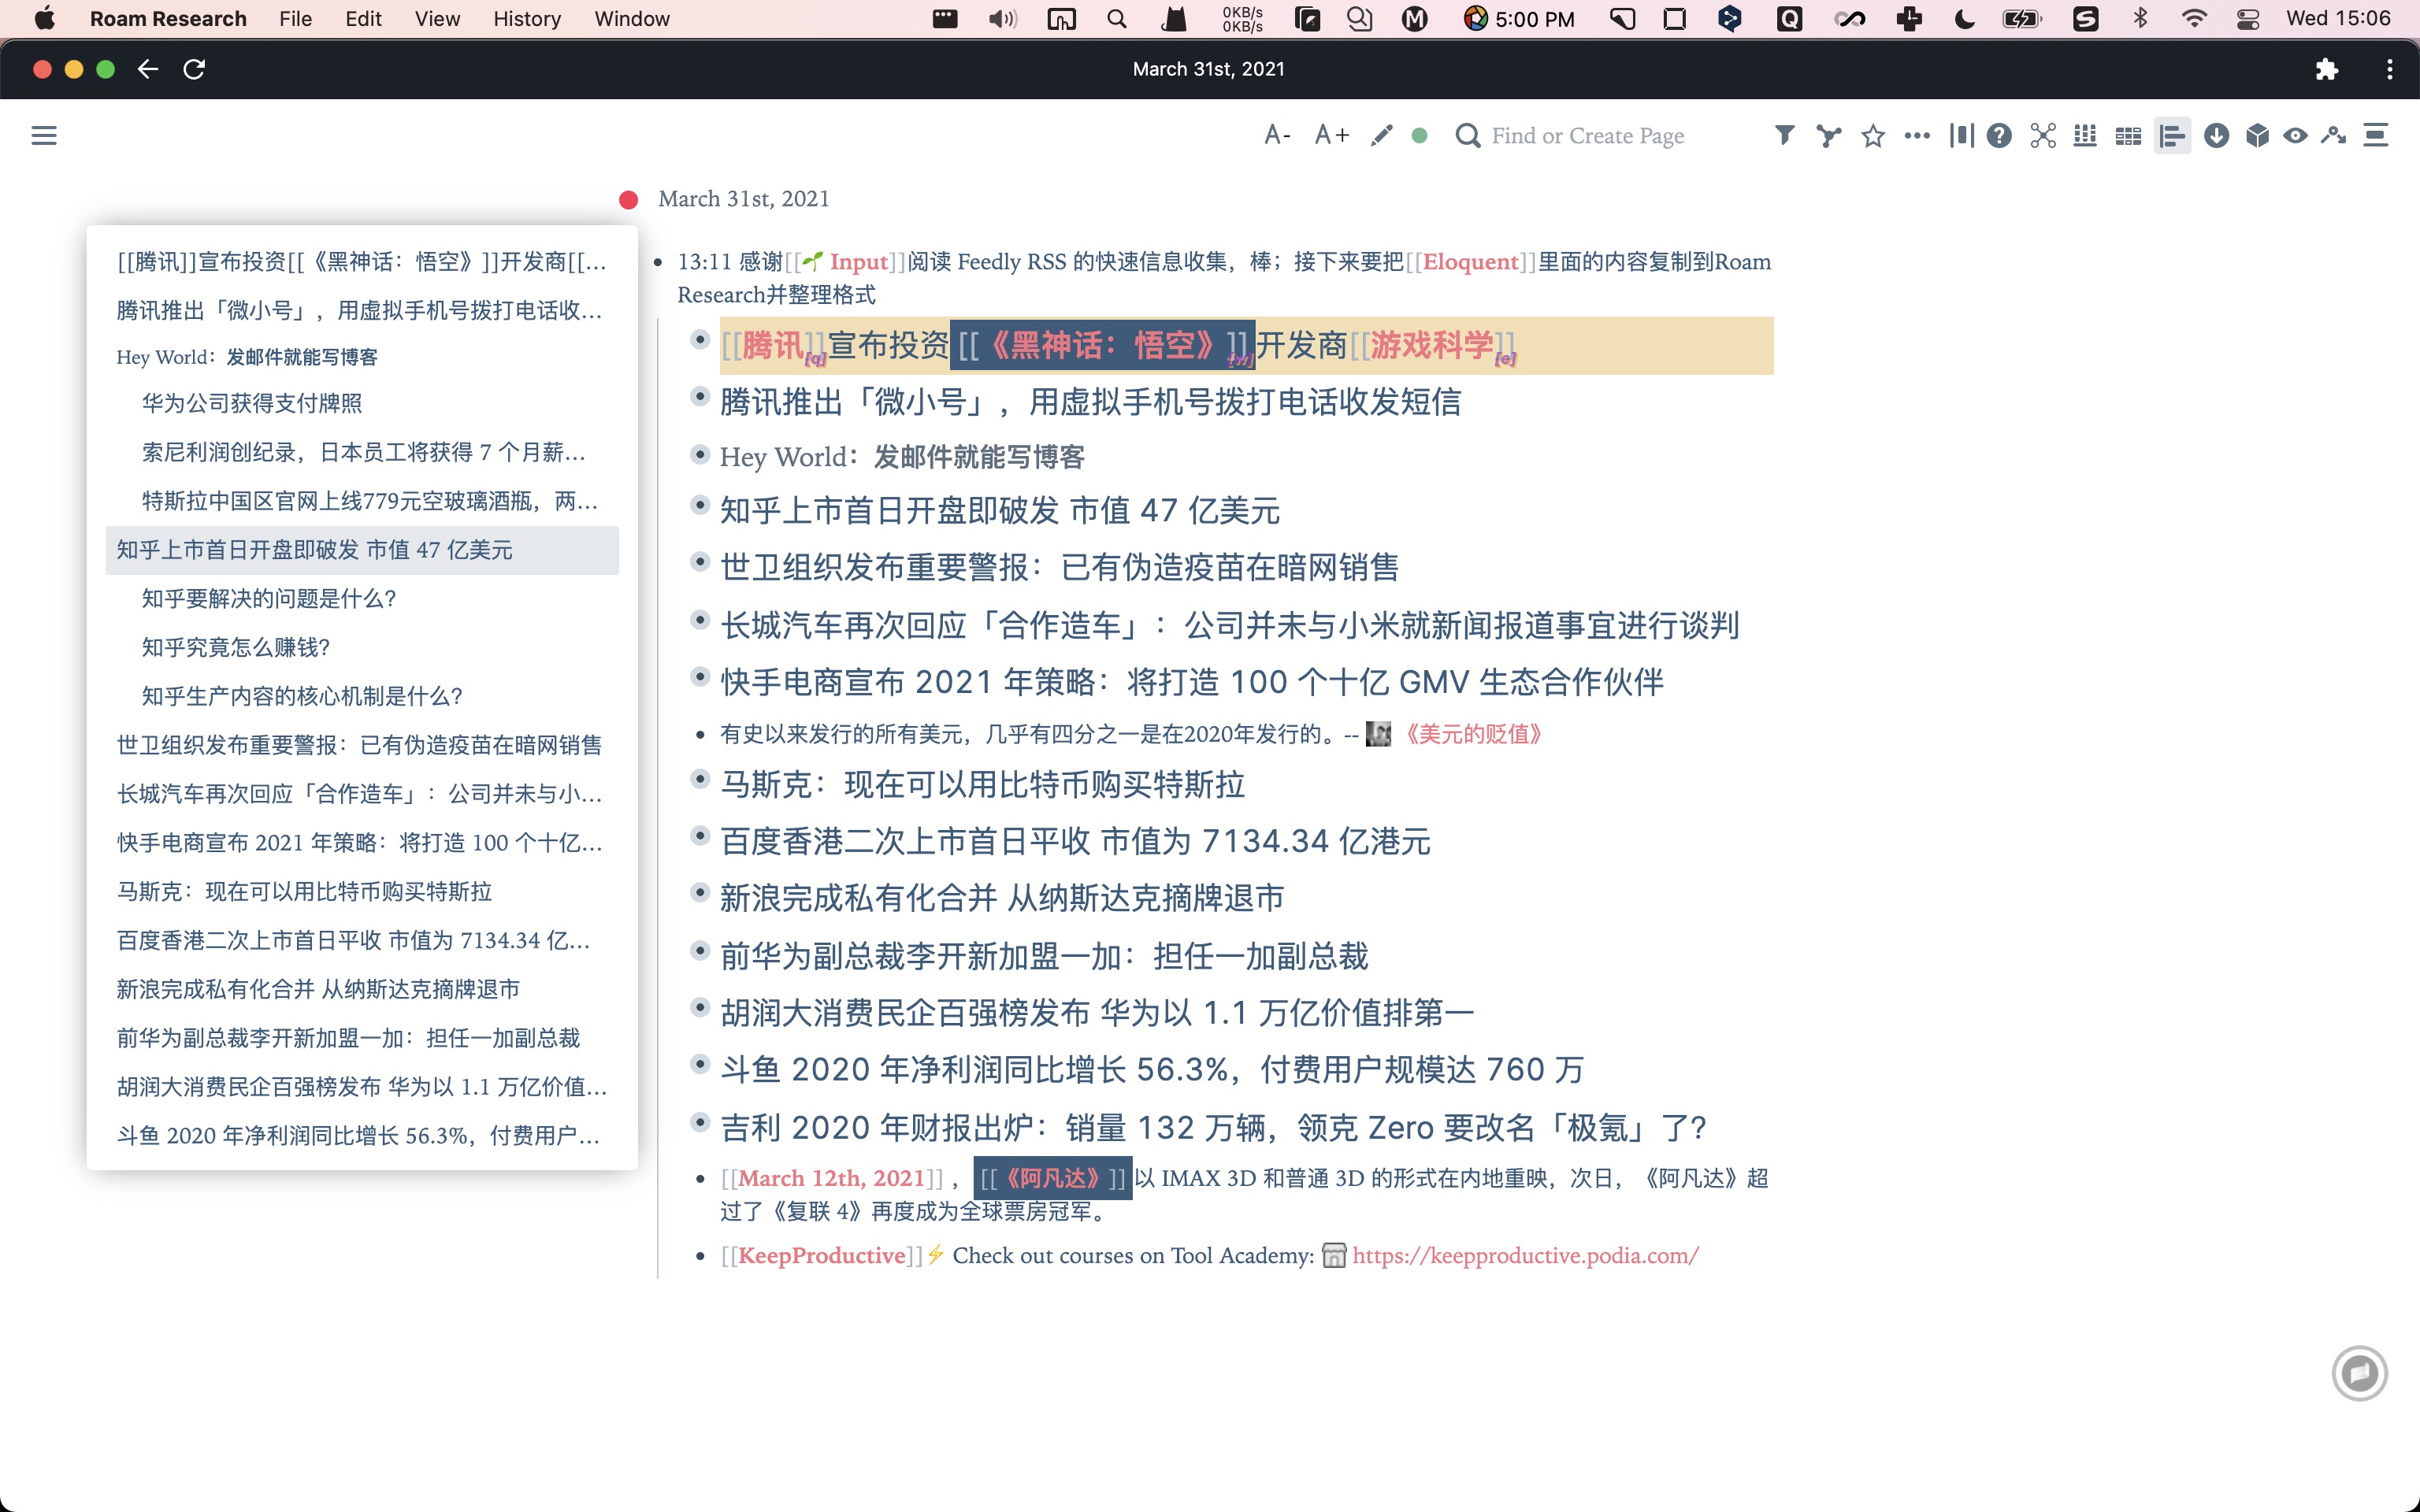 Roam Research File Edit View History Window 0KB/s 0KB/s 5:00 PM Wed 15:06
March 31st, 2021
A- A+ Find or Create Page
March 31st, 2021
[[腾讯]]宣布投资[[《黑神话：悟空》]]开发商[[...
腾讯推出「微小号」，用虚拟手机号拨打电话收...
Hey World：发邮件就能写博客
华为公司获得支付牌照
索尼利润创纪录，日本员工将获得 7 个月薪...
特斯拉中国区官网上线779元空玻璃酒瓶，两...
知乎上市首日开盘即破发 市值 47 亿美元
知乎要解决的问题是什么？
知乎究竟怎么赚钱？
知乎生产内容的核心机制是什么？
世卫组织发布重要警报：已有伪造疫苗在暗网销售
长城汽车再次回应「合作造车」：公司并未与小...
快手电商宣布 2021 年策略：将打造 100 个十亿...
马斯克：现在可以用比特币购买特斯拉
百度香港二次上市首日平收 市值为 7134.34 亿...
新浪完成私有化合并 从纳斯达克摘牌退市
前华为副总裁李开新加盟一加：担任一加副总裁
胡润大消费民企百强榜发布 华为以 1.1 万亿价值...
斗鱼 2020 年净利润同比增长 56.3%，付费用户...
13:11 感谢[[🌱 Input]]阅读 Feedly RSS 的快速信息收集，棒；接下来要把[[Eloquent]]里面的内容复制到Roam
Research并整理格式
[[腾讯]][q]宣布投资[[《黑神话：悟空》]][w]开发商[[游戏科学]][e]
腾讯推出「微小号」，用虚拟手机号拨打电话收发短信
Hey World：发邮件就能写博客
知乎上市首日开盘即破发 市值 47 亿美元
世卫组织发布重要警报：已有伪造疫苗在暗网销售
长城汽车再次回应「合作造车」：公司并未与小米就新闻报道事宜进行谈判
快手电商宣布 2021 年策略：将打造 100 个十亿 GMV 生态合作伙伴
有史以来发行的所有美元，几乎有四分之一是在2020年发行的。-- 《美元的贬值》
马斯克：现在可以用比特币购买特斯拉
百度香港二次上市首日平收 市值为 7134.34 亿港元
新浪完成私有化合并 从纳斯达克摘牌退市
前华为副总裁李开新加盟一加：担任一加副总裁
胡润大消费民企百强榜发布 华为以 1.1 万亿价值排第一
斗鱼 2020 年净利润同比增长 56.3%，付费用户规模达 760 万
吉利 2020 年财报出炉：销量 132 万辆，领克 Zero 要改名「极氪」了？
[[March 12th, 2021]] ，[[《阿凡达》]]以 IMAX 3D 和普通 3D 的形式在内地重映，次日，《阿凡达》超
过了《复联 4》再度成为全球票房冠军。
[[KeepProductive]]⚡ Check out courses on Tool Academy: https://keepproductive.podia.com/